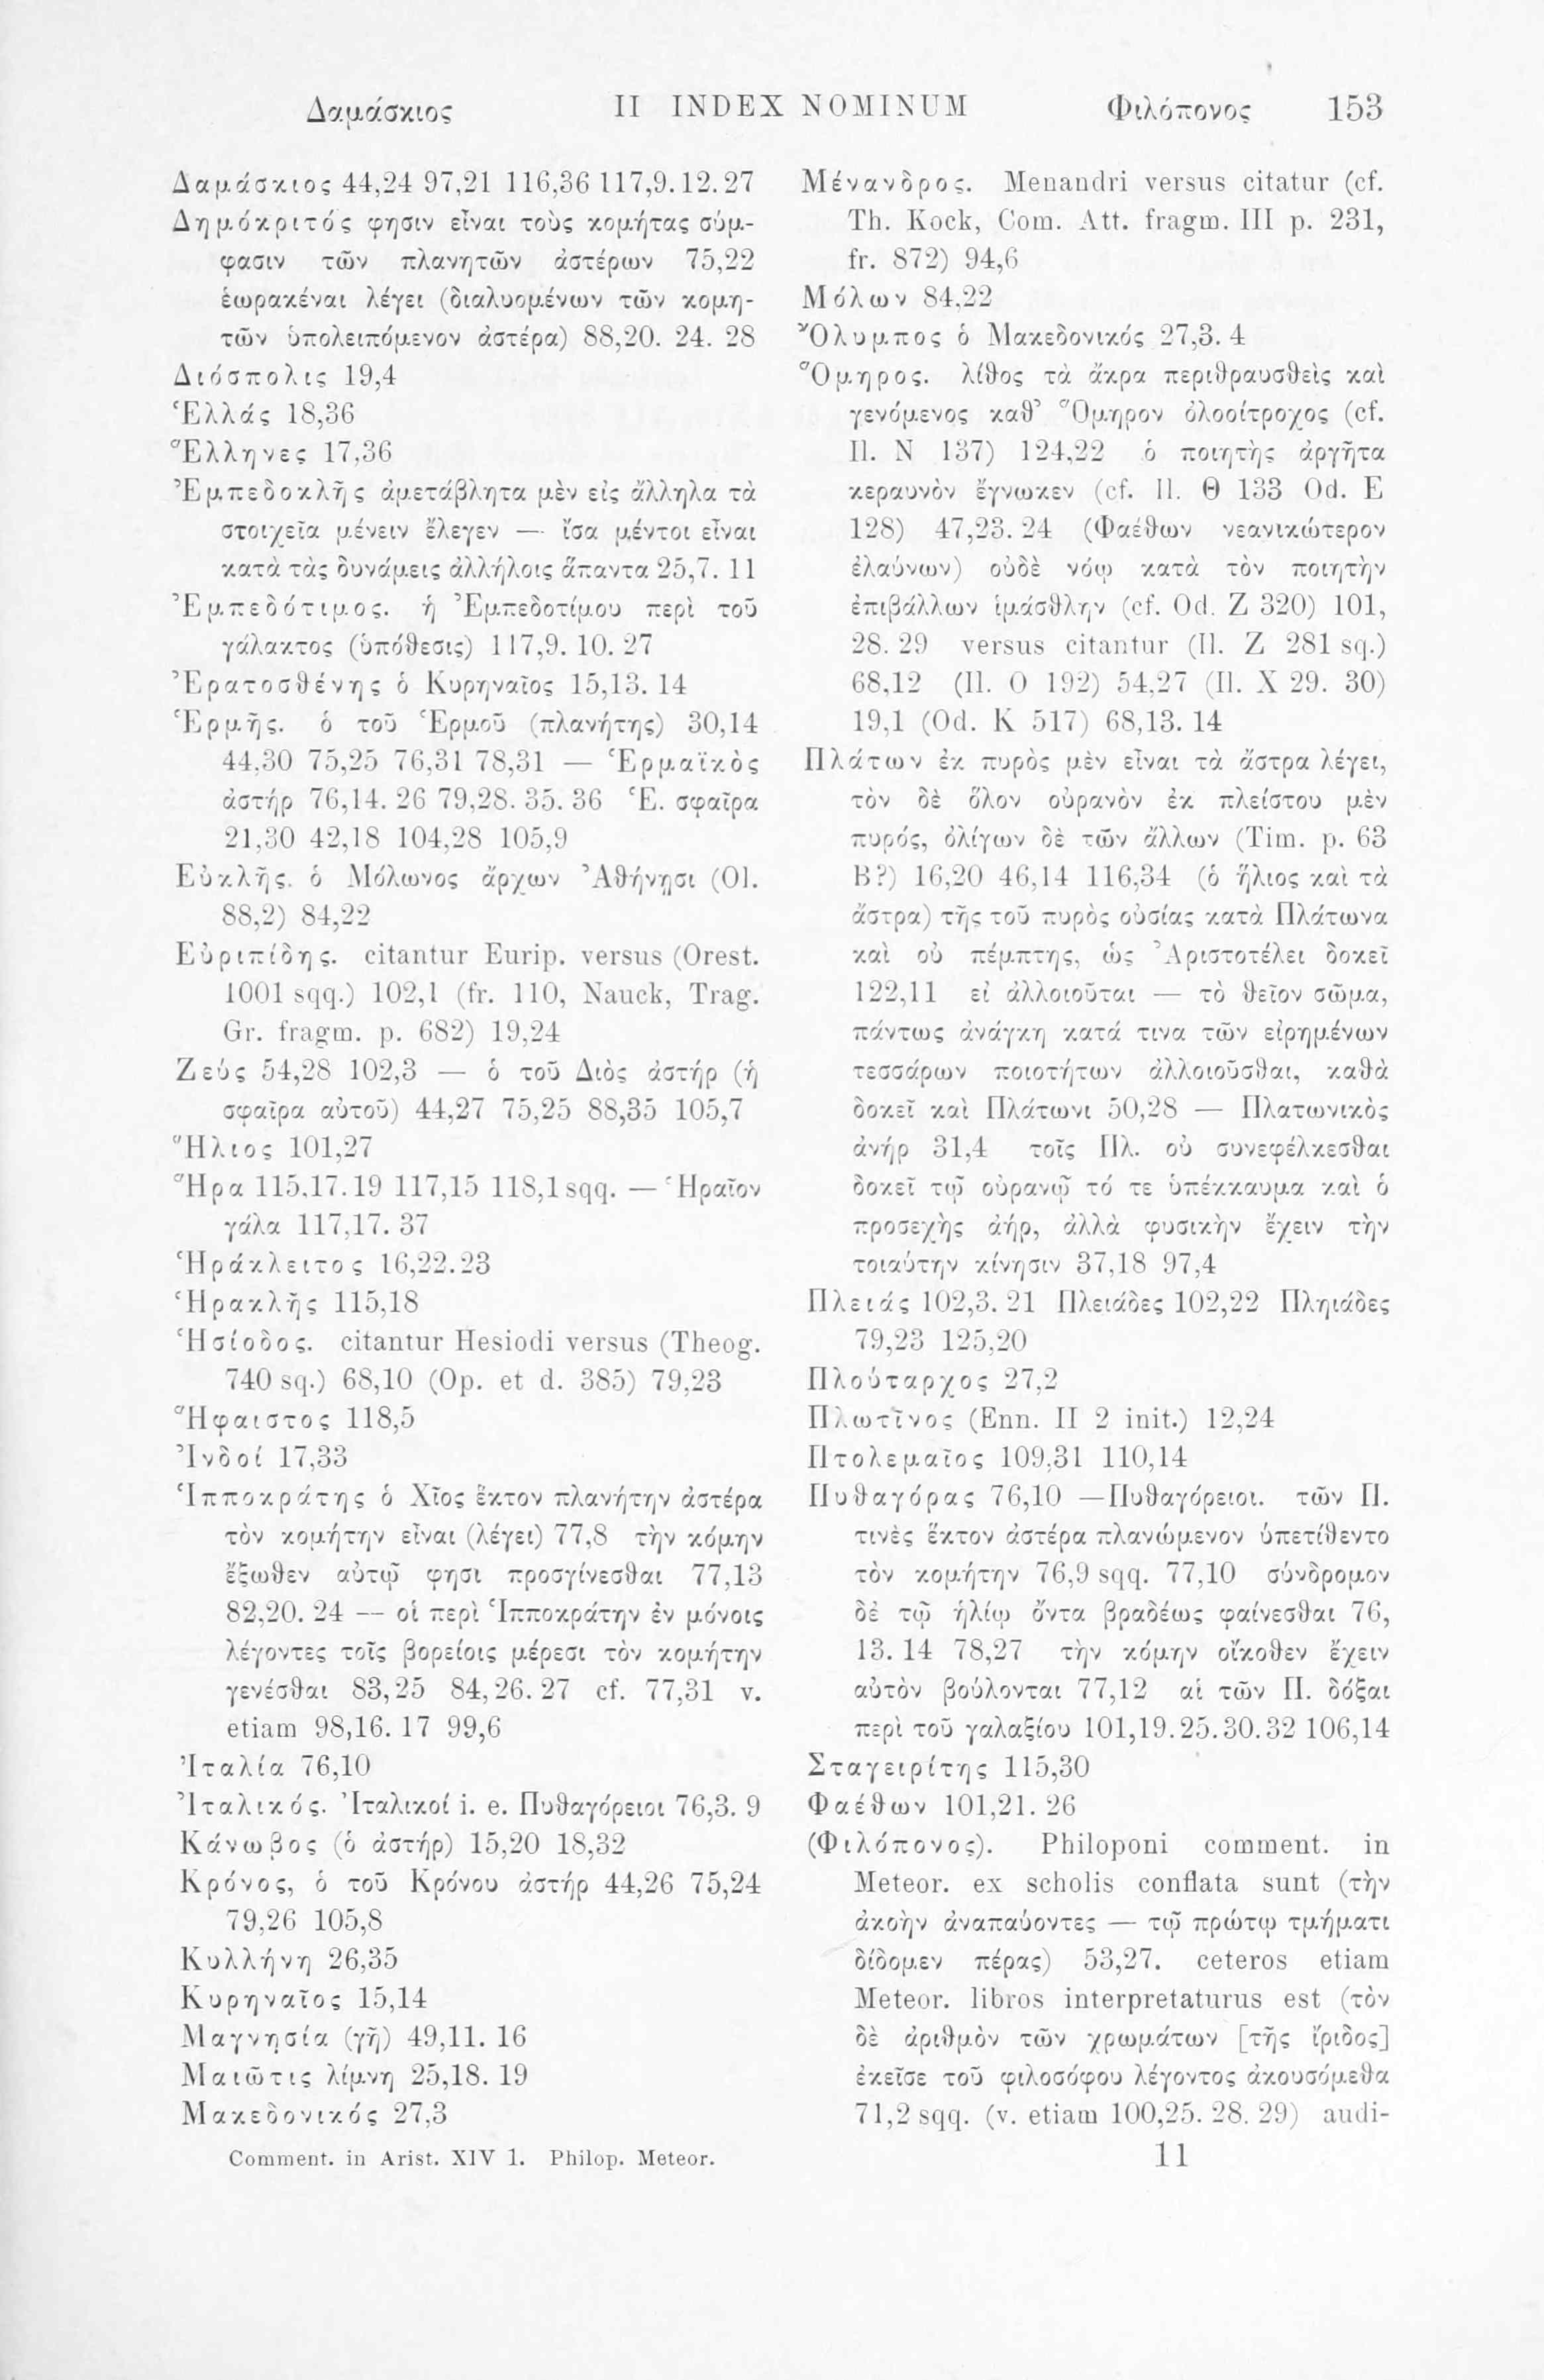 Δαμάσκιος II INDEX NOMINUM Φιλόπονος 153
Δαμάσκιος 44,24 97,21 116,36 117,9. 12. 27
Δημόκριτός φησιν εἶναι τοὺς κομήτας σύμ-
φασιν τῶν πλανητῶν ἀστέρων 75,22
ἑωρακέναι λέγει (διαλυομένων τῶν κομη-
τῶν ὑπολειπόμενον ἀστέρα) 88,20. 24. 28
Διόσπολις 19,4
Ἑλλάς 18,36
Ἕλληνες 17,36
Ἐμπεδοκλῆς ἀμετάβλητα μὲν εἰς ἄλληλα τὰ
στοιχεῖα μένειν ἔλεγεν — ἴσα μέντοι εἶναι
κατὰ τὰς δυνάμεις ἀλλήλοις ἅπαντα 25,7. 11
Ἐμπεδότιμος. ἡ Ἐμπεδοτίμου περὶ τοῦ
γάλακτος (ὑπόθεσις) 117,9. 10. 27
Ἐρατοσθένης ὁ Κυρηναῖος 15,13. 14
Ἑρμῆς. ὁ τοῦ Ἑρμοῦ (πλανήτης) 30,14
44,30 75,25 76,31 78,31 — Ἑρμαϊκὸς
ἀστήρ 76,14. 26 79,28. 35. 36 Ἑ. σφαῖρα
21,30 42,18 104,28 105,9
Εὐκλῆς. ὁ Μόλωνος ἄρχων Ἀθήνῃσι (Ol.
88,2) 84,22
Εὐριπίδης. citantur Eurip. versus (Orest.
1001 sqq.) 102,1 (fr. 110, Nauck, Trag.
Gr. fragm. p. 682) 19,24
Ζεύς 54,28 102,3 — ὁ τοῦ Διὸς ἀστήρ (ἡ
σφαῖρα αὐτοῦ) 44,27 75,25 88,35 105,7
Ἥλιος 101,27
Ἥρα 115,17. 19 117,15 118,1 sqq. — Ἡραῖον
γάλα 117,17. 37
Ἡράκλειτος 16,22. 23
Ἡρακλῆς 115,18
Ἡσίοδος. citantur Hesiodi versus (Theog.
740 sq.) 68,10 (Op. et d. 385) 79,23
Ἥφαιστος 118,5
Ἰνδοί 17,33
Ἱπποκράτης ὁ Χῖος ἕκτον πλανήτην ἀστέρα
τὸν κομήτην εἶναι (λέγει) 77,8 τὴν κόμην
ἔξωθεν αὐτῷ φησι προσγίνεσθαι 77,13
82,20. 24 — οἱ περὶ Ἱπποκράτην ἐν μόνοις
λέγοντες τοῖς βορείοις μέρεσι τὸν κομήτην
γενέσθαι 83,25 84,26. 27 cf. 77,31 v.
etiam 98,16. 17 99,6
Ἰταλία 76,10
Ἰταλικός. Ἰταλικοί i. e. Πυθαγόρειοι 76,3. 9
Κάνωβος (ὁ ἀστήρ) 15,20 18,32
Κρόνος, ὁ τοῦ Κρόνου ἀστήρ 44,26 75,24
79,26 105,8
Κυλλήνη 26,35
Κυρηναῖος 15,14
Μαγνησία (γῆ) 49,11. 16
Μαιῶτις λίμνη 25,18. 19
Μακεδονικός 27,3
Μένανδρος. Menandri versus citatur (cf.
Th. Kock, Com. Att. fragm. III p. 231,
fr. 872) 94,6
Μόλων 84,22
Ὄλυμπος ὁ Μακεδονικός 27,3. 4
Ὅμηρος. λίθος τὰ ἄκρα περιθραυσθεὶς καὶ
γενόμενος καθ’ Ὅμηρον ὀλοοίτροχος (cf.
Il. N 137) 124,22 ὁ ποιητὴς ἀργῆτα
κεραυνὸν ἔγνωκεν (cf. Il. Θ 133 Od. E
128) 47,23. 24 (Φαέθων νεανικώτερον
ἐλαύνων) οὐδὲ νόῳ κατὰ τὸν ποιητὴν
ἐπιβάλλων ἱμάσθλην (cf. Od. Z 320) 101,
28. 29 versus citantur (Il. Z 281 sq.)
68,12 (Il. O 192) 54,27 (Il. X 29. 30)
19,1 (Od. K 517) 68,13. 14
Πλάτων ἐκ πυρὸς μὲν εἶναι τὰ ἄστρα λέγει,
τὸν δὲ ὅλον οὐρανὸν ἐκ πλείστου μὲν
πυρός, ὀλίγων δὲ τῶν ἄλλων (Tim. p. 63
B?) 16,20 46,14 116,34 (ὁ ἥλιος καὶ τὰ
ἄστρα) τῆς τοῦ πυρὸς οὐσίας κατὰ Πλάτωνα
καὶ οὐ πέμπτης, ὡς Ἀριστοτέλει δοκεῖ
122,11 εἰ ἀλλοιοῦται — τὸ θεῖον σῶμα,
πάντως ἀνάγκη κατά τινα τῶν εἰρημένων
τεσσάρων ποιοτήτων ἀλλοιοῦσθαι, καθὰ
δοκεῖ καὶ Πλάτωνι 50,28 — Πλατωνικὸς
ἀνήρ 31,4 τοῖς Πλ. οὐ συνεφέλκεσθαι
δοκεῖ τῷ οὐρανῷ τό τε ὑπέκκαυμα καὶ ὁ
προσεχὴς ἀήρ, ἀλλὰ φυσικὴν ἔχειν τὴν
τοιαύτην κίνησιν 37,18 97,4
Πλειάς 102,3. 21 Πλειάδες 102,22 Πληιάδες
79,23 125,20
Πλούταρχος 27,2
Πλωτῖνος (Enn. II 2 init.) 12,24
Πτολεμαῖος 109,31 110,14
Πυθαγόρας 76,10 — Πυθαγόρειοι. τῶν Π.
τινὲς ἕκτον ἀστέρα πλανώμενον ὑπετίθεντο
τὸν κομήτην 76,9 sqq. 77,10 σύνδρομον
δὲ τῷ ἡλίῳ ὄντα βραδέως φαίνεσθαι 76,
13. 14 78,27 τὴν κόμην οἴκοθεν ἔχειν
αὐτὸν βούλονται 77,12 αἱ τῶν Π. δόξαι
περὶ τοῦ γαλαξίου 101,19. 25. 30. 32 106,14
Σταγειρίτης 115,30
Φαέθων 101,21. 26
(Φιλόπονος). Philoponi comment. in
Meteor. ex scholis conflata sunt (τὴν
ἀκοὴν ἀναπαύοντες — τῷ πρώτῳ τμήματι
δίδομεν πέρας) 53,27. ceteros etiam
Meteor. libros interpretaturus est (τὸν
δὲ ἀριθμὸν τῶν χρωμάτων [τῆς ἴριδος]
ἐκεῖσε τοῦ φιλοσόφου λέγοντος ἀκουσόμεθα
71,2 sqq. (v. etiam 100,25. 28. 29) audi-
Comment. in Arist. XIV 1. Philop. Meteor. 11